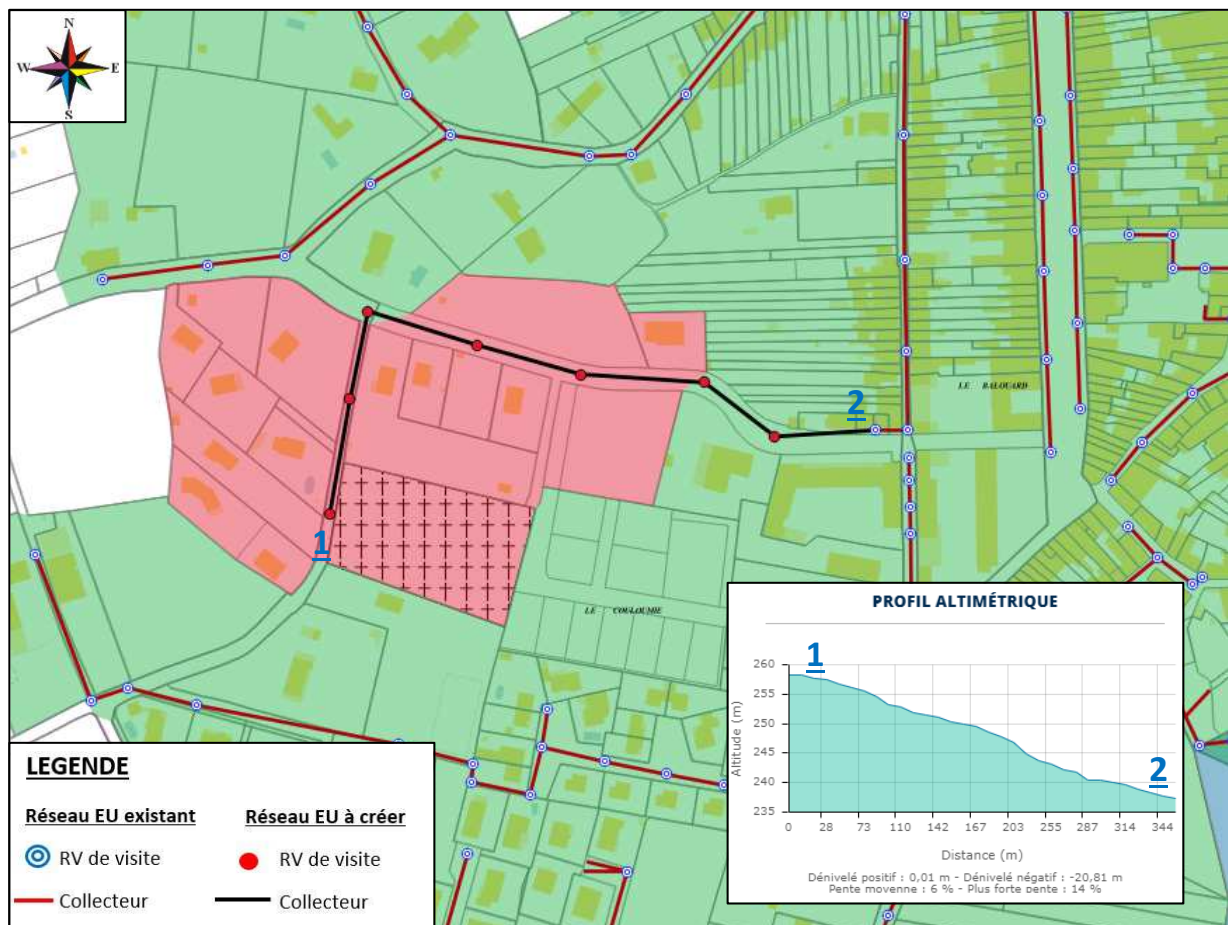 N
W E
S
2
LE BALOUARD
1
LE COULOUMIE
PROFIL ALTIMÉTRIQUE
Altitude (m)
260
255
250
245
240
235
1
2
0 28 73 110 142 167 203 255 287 314 344
Distance (m)
Dénivelé positif : 0,01 m - Dénivelé négatif : -20,81 m
Pente moyenne : 6 % - Plus forte pente : 14 %
LEGENDE
Réseau EU existant Réseau EU à créer
RV de visite RV de visite
Collecteur Collecteur